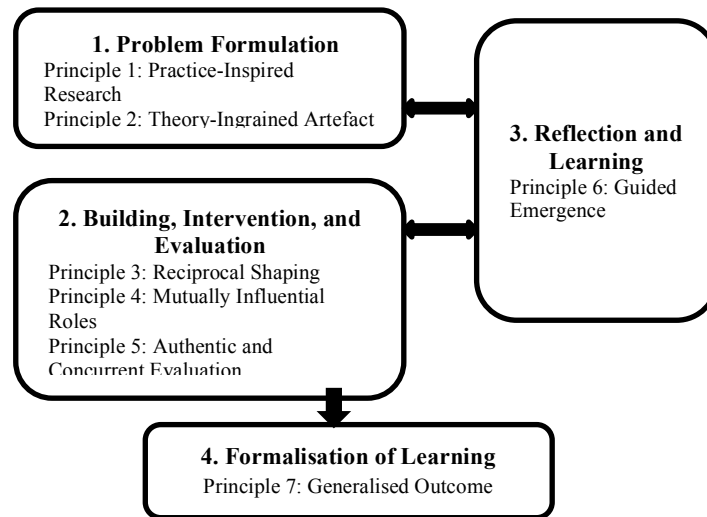 1. Problem Formulation
Principle 1: Practice-Inspired
Research
Principle 2: Theory-Ingrained Artefact
2. Building, Intervention, and
Evaluation
Principle 3: Reciprocal Shaping
Principle 4: Mutually Influential
Roles
Principle 5: Authentic and
Concurrent Evaluation
3. Reflection and
Learning
Principle 6: Guided
Emergence
4. Formalisation of Learning
Principle 7: Generalised Outcome